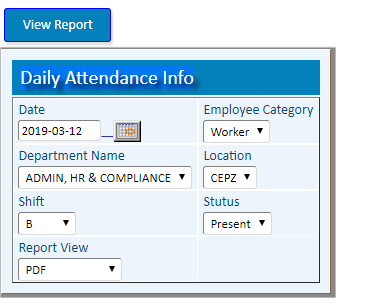 View Report
Daily Attendance Info
Date Employee Category
2019-03-12 Worker
Department Name Location
ADMIN, HR & COMPLIANCE CEPZ
Shift Stutus
B Present
Report View
PDF